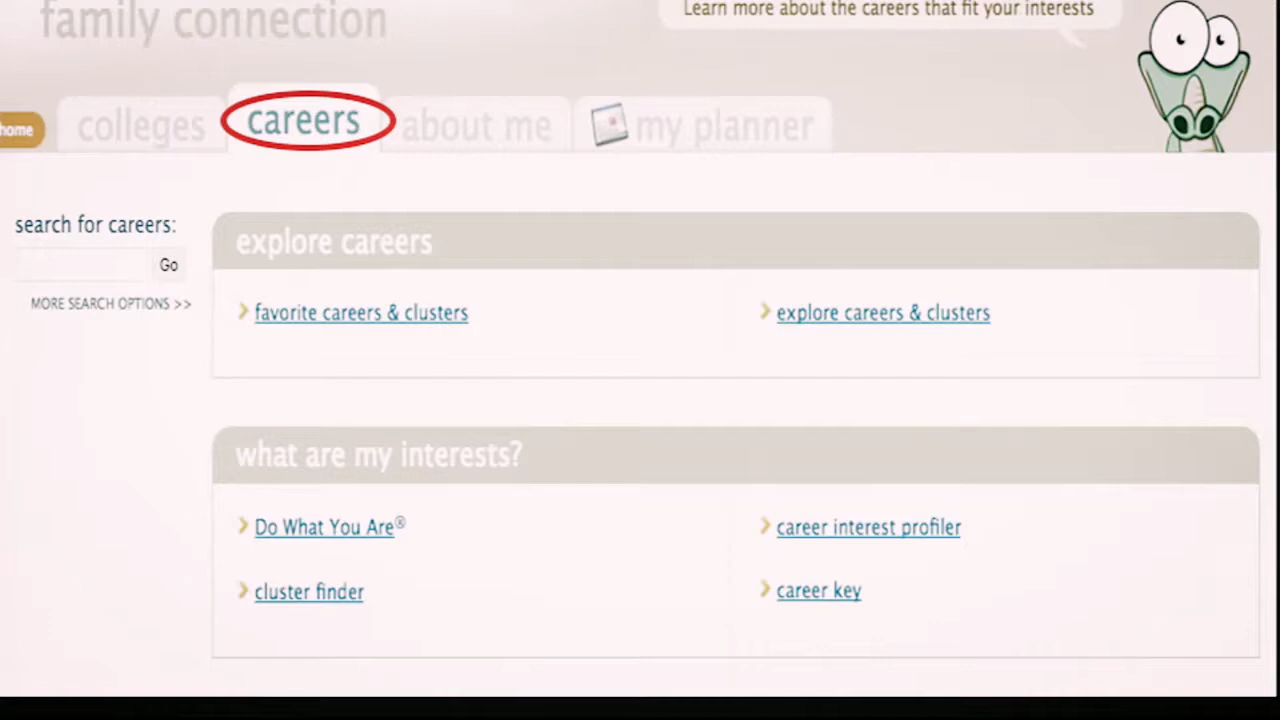 family connection
Learn more about the careers that fit your interests
home
colleges
careers
about me
my planner
search for careers:
Go
MORE SEARCH OPTIONS >>
explore careers
favorite careers & clusters
explore careers & clusters
what are my interests?
Do What You Are®
career interest profiler
cluster finder
career key